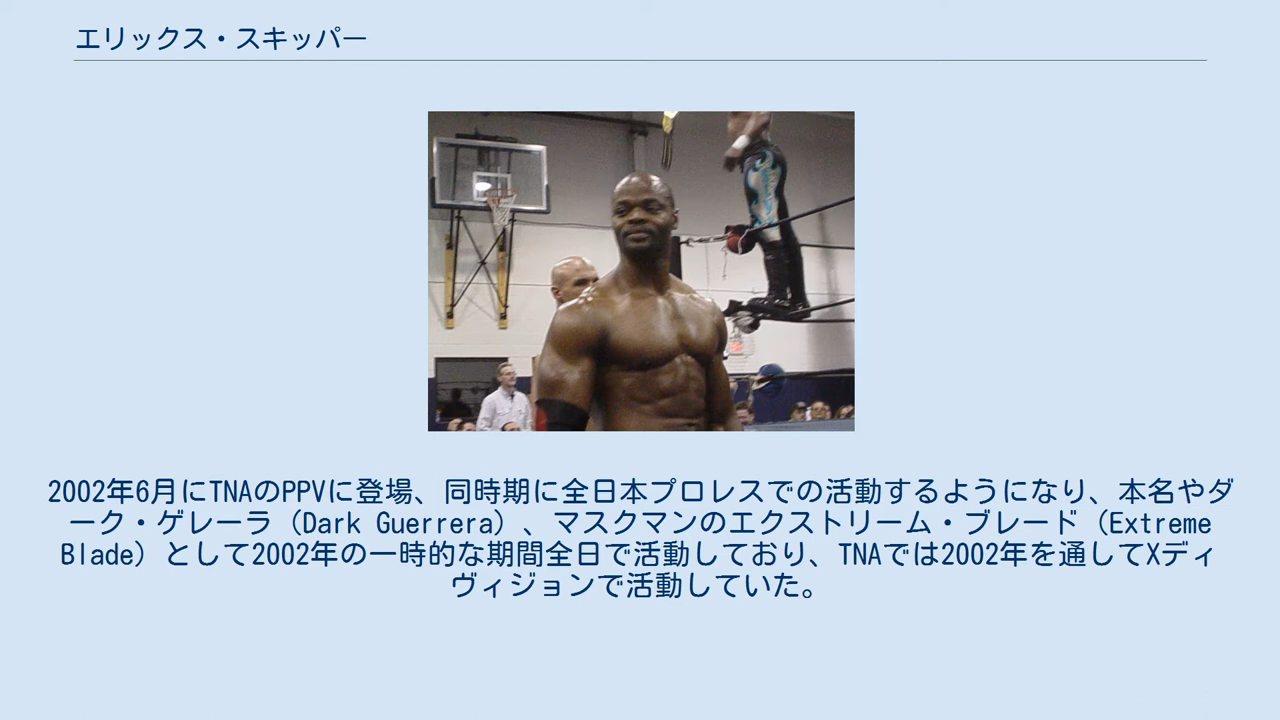 エリックス・スキッパー
2002年6月にTNAのPPVに登場、同時期に全日本プロレスでの活動するようになり、本名やダ
ーク・ゲレーラ（Dark Guerrera）、マスクマンのエクストリーム・ブレード（Extreme
Blade）として2002年の一時的な期間全日で活動しており、TNAでは2002年を通してXディ
ヴィジョンで活動していた。